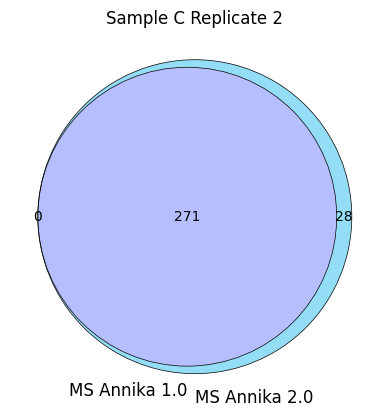 Sample C Replicate 2
0
271
28
MS Annika 1.0
MS Annika 2.0